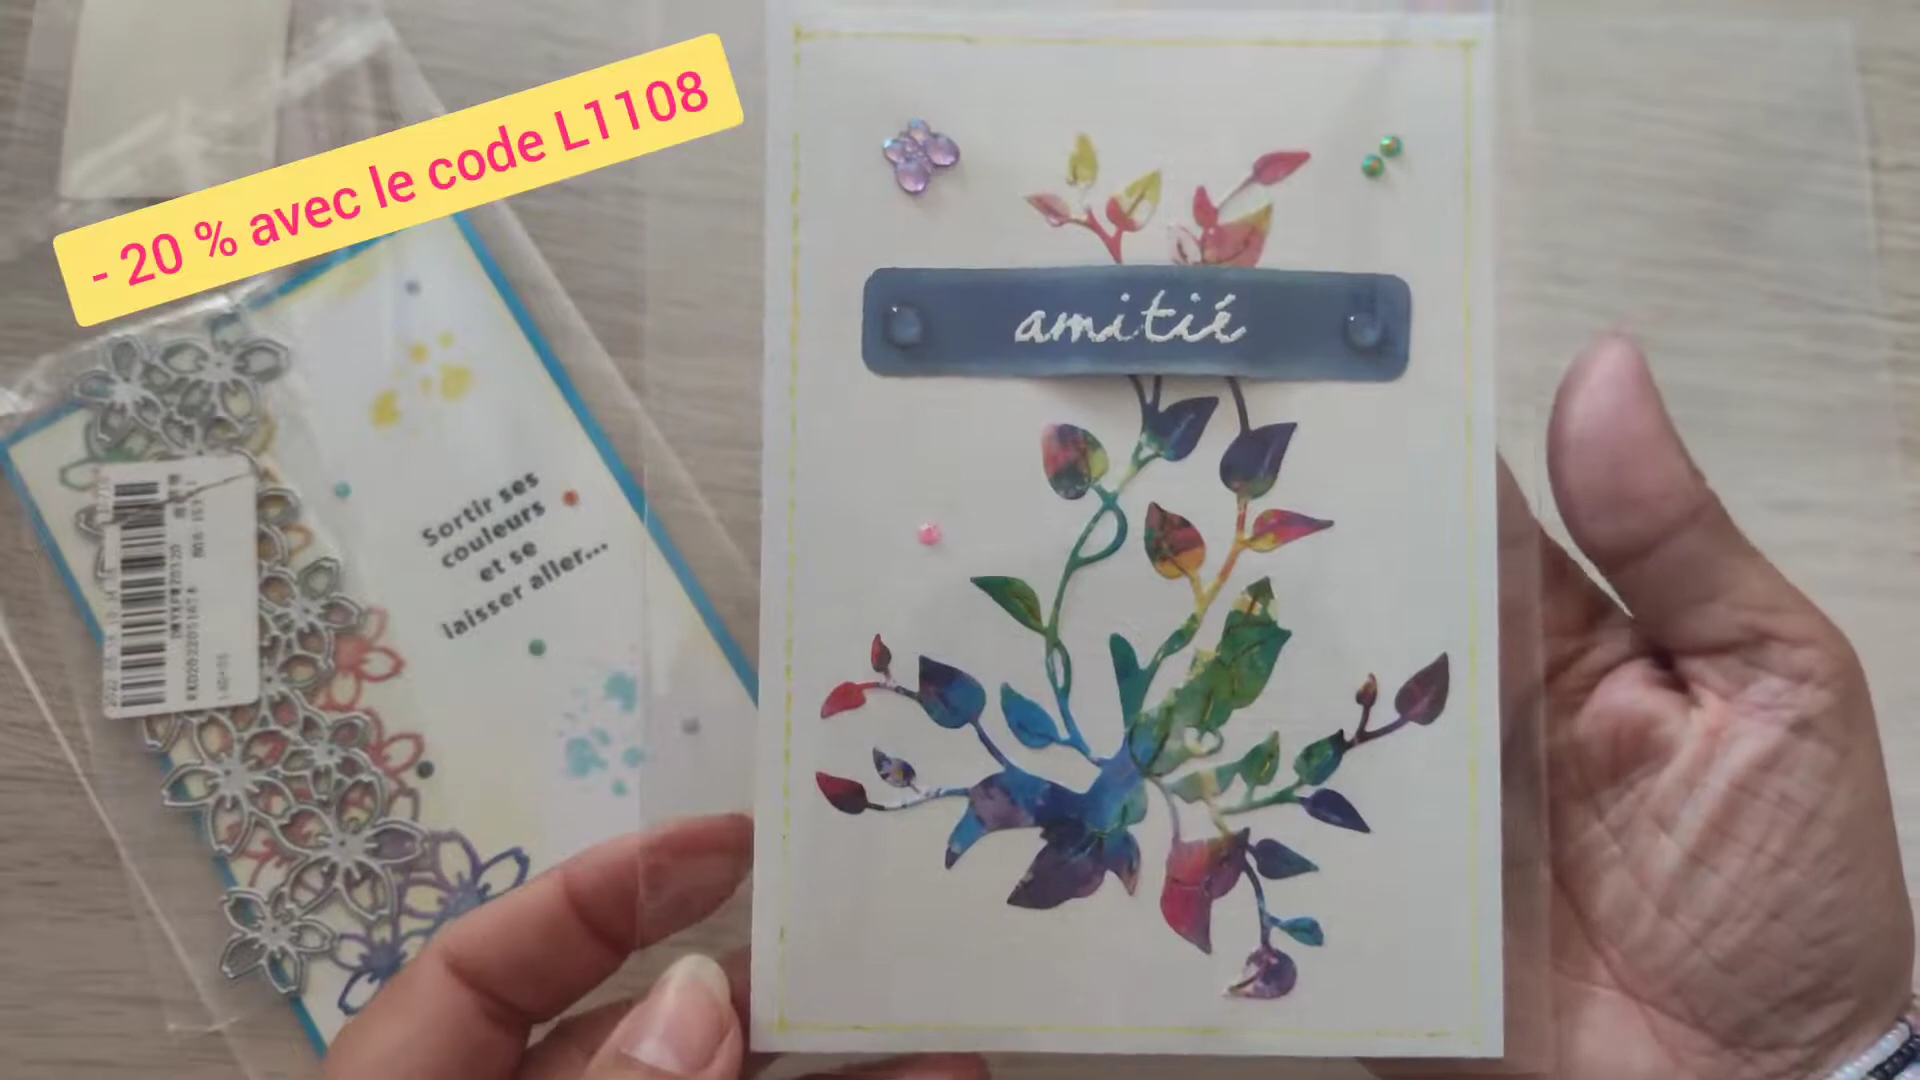 - 20 % avec le code L1108
amitié
Sortir ses
couleurs
et se
laisser aller...